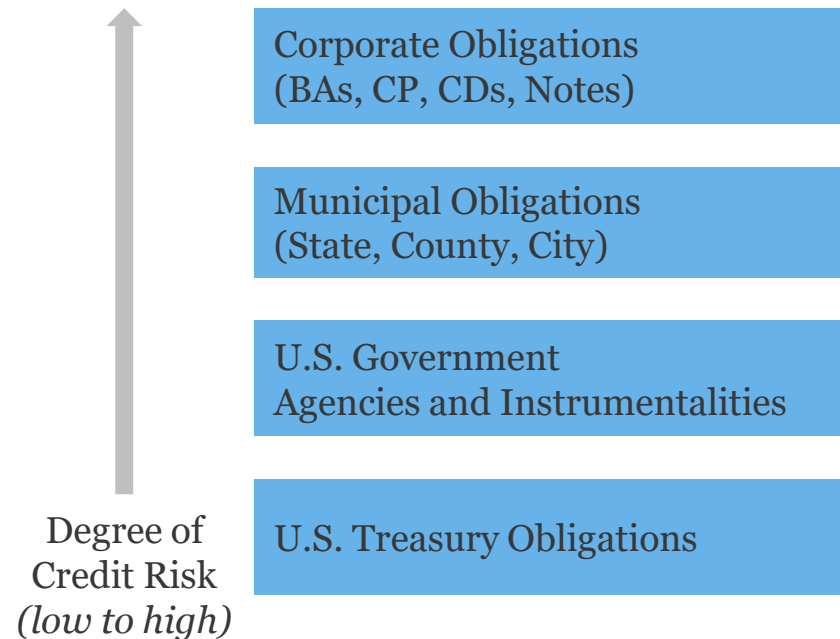 Corporate Obligations
(BAs, CP, CDs, Notes)
Municipal Obligations
(State, County, City)
U.S. Government
Agencies and Instrumentalities
U.S. Treasury Obligations
Degree of
Credit Risk
(low to high)